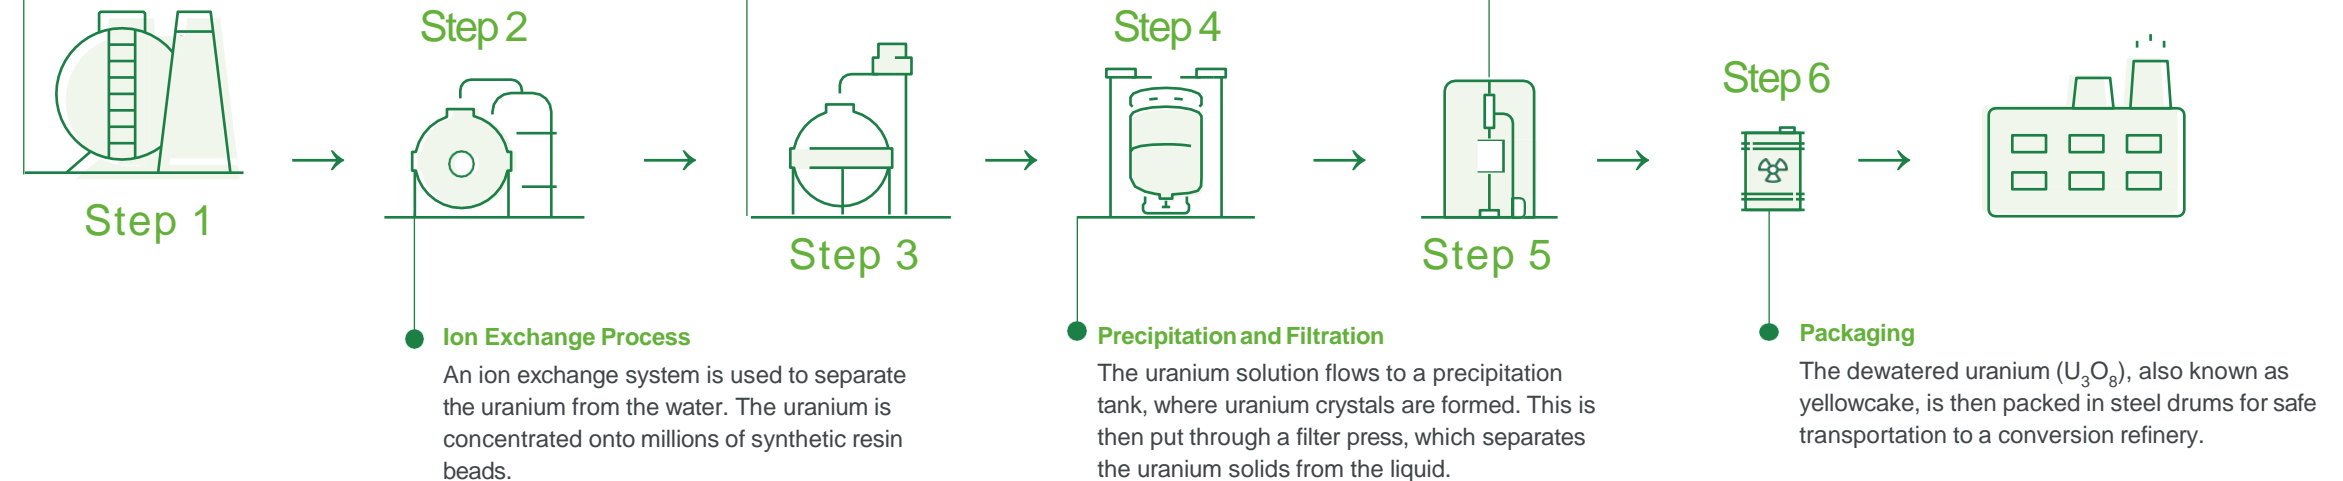 Step 1
Step 2
Step 3
Step 4
Step 5
Step 6
Ion Exchange Process
An ion exchange system is used to separate
the uranium from the water. The uranium is
concentrated onto millions of synthetic resin
beads.
Precipitation and Filtration
The uranium solution flows to a precipitation
tank, where uranium crystals are formed. This is
then put through a filter press, which separates
the uranium solids from the liquid.
Packaging
The dewatered uranium (U₃O₈), also known as
yellowcake, is then packed in steel drums for safe
transportation to a conversion refinery.